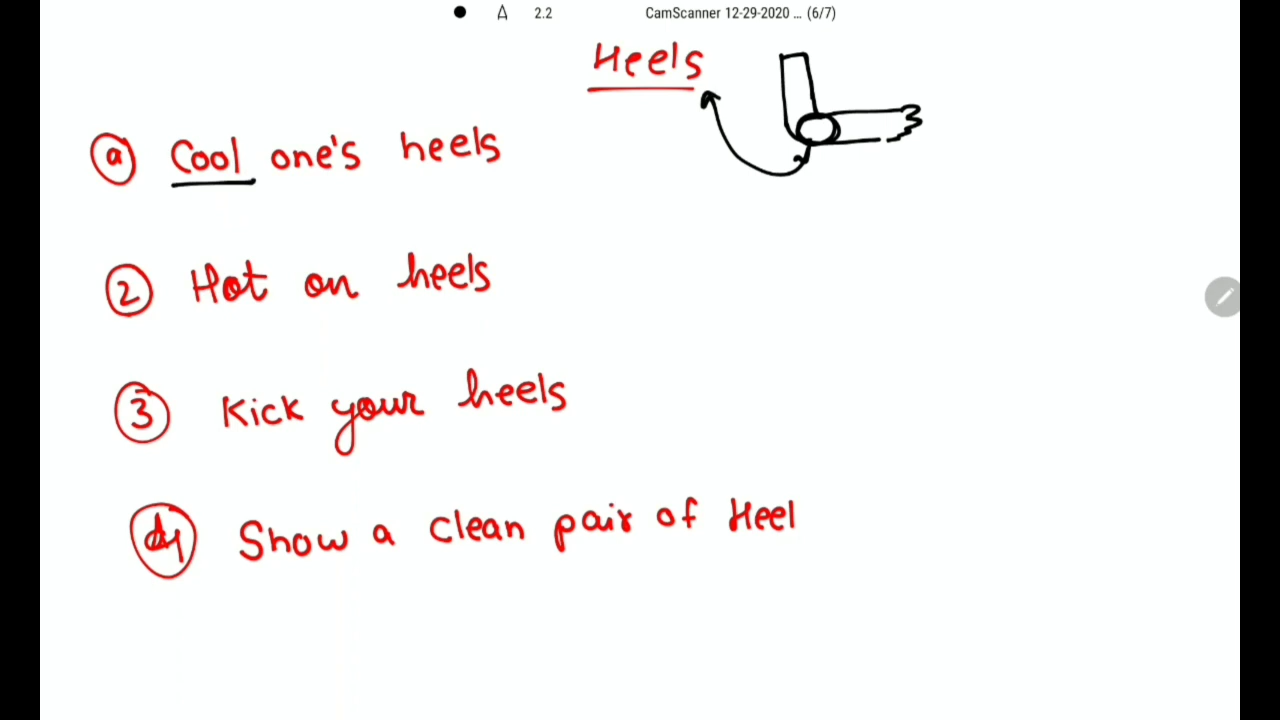 A 2.2 CamScanner 12-29-2020 ... (6/7)
Heels
a Cool one's heels
2 Hot on heels
3 Kick your heels
4 Show a clean pair of Heel